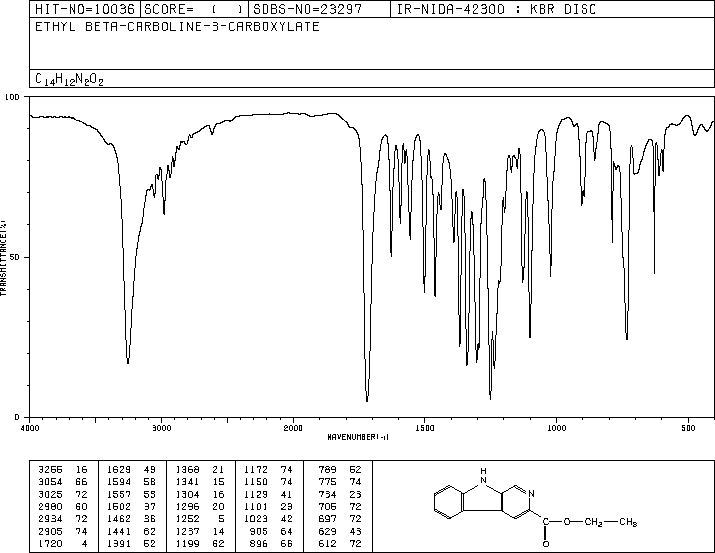 HIT-NO=10036 SCORE= ( ) SDBS-NO=23297 IR-NIDA-42300 : KBR DISC
ETHYL BETA-CARBOLINE-3-CARBOXYLATE
C14H12N2O2
100
50
0
TRANSMITTANCE(%)
4000 3000 2000 1500 1000 500
WAVENUMBER(-1)
3255 16 1629 49 1368 21 1172 74 789 52
3054 66 1594 58 1341 15 1150 74 775 74
3025 72 1557 53 1304 16 1129 41 734 23
2980 60 1502 37 1296 20 1101 23 706 72
2934 72 1462 36 1252 5 1023 42 697 72
2905 74 1441 62 1237 14 905 64 629 43
1720 4 1391 52 1199 62 896 66 612 72
H
N
N
C—O—CH2—CH3
O